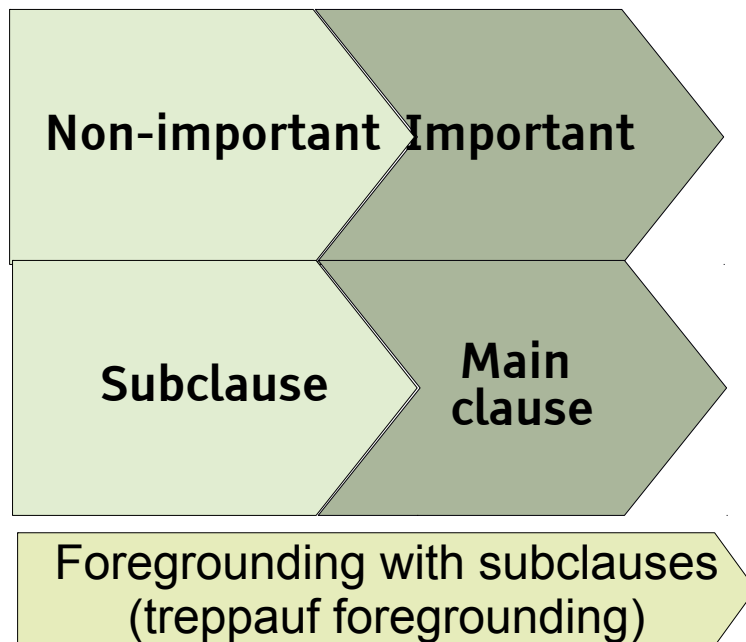 Non-important
Important
Subclause
Main
clause
Foregrounding with subclauses
(treppauf foregrounding)